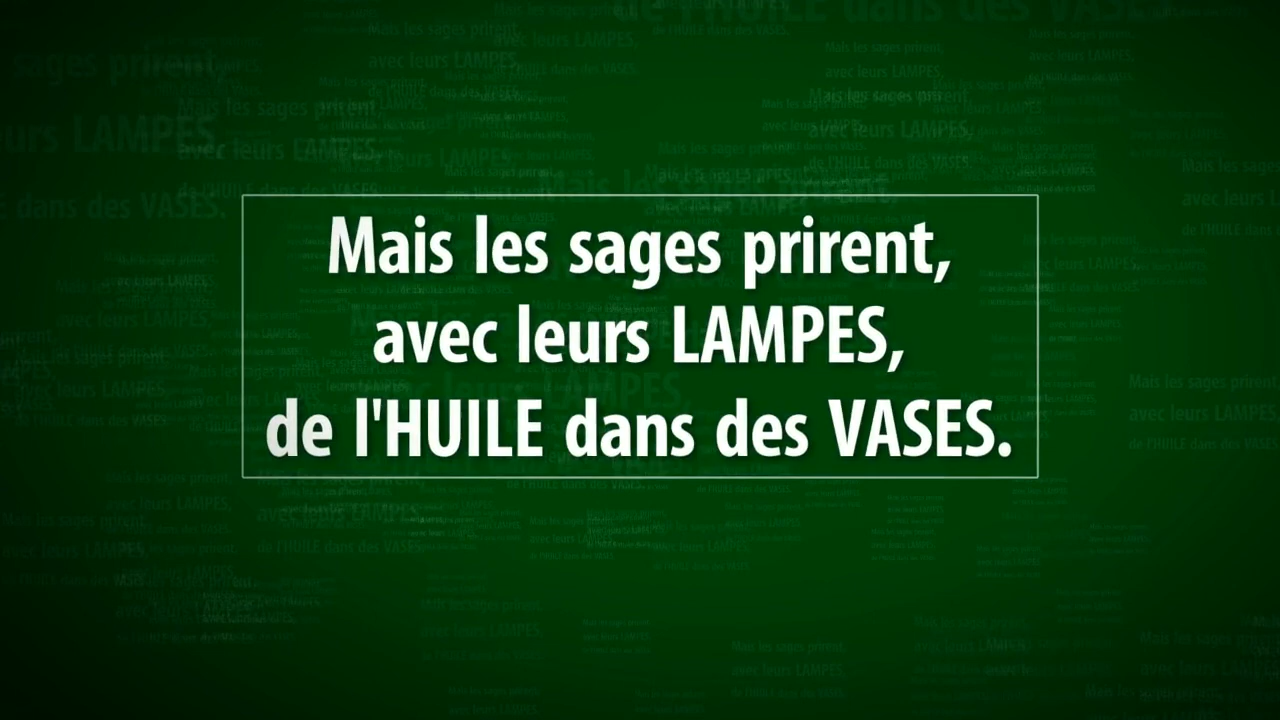 Mais les sages prirent,
avec leurs LAMPES,
de l'HUILE dans des VASES.